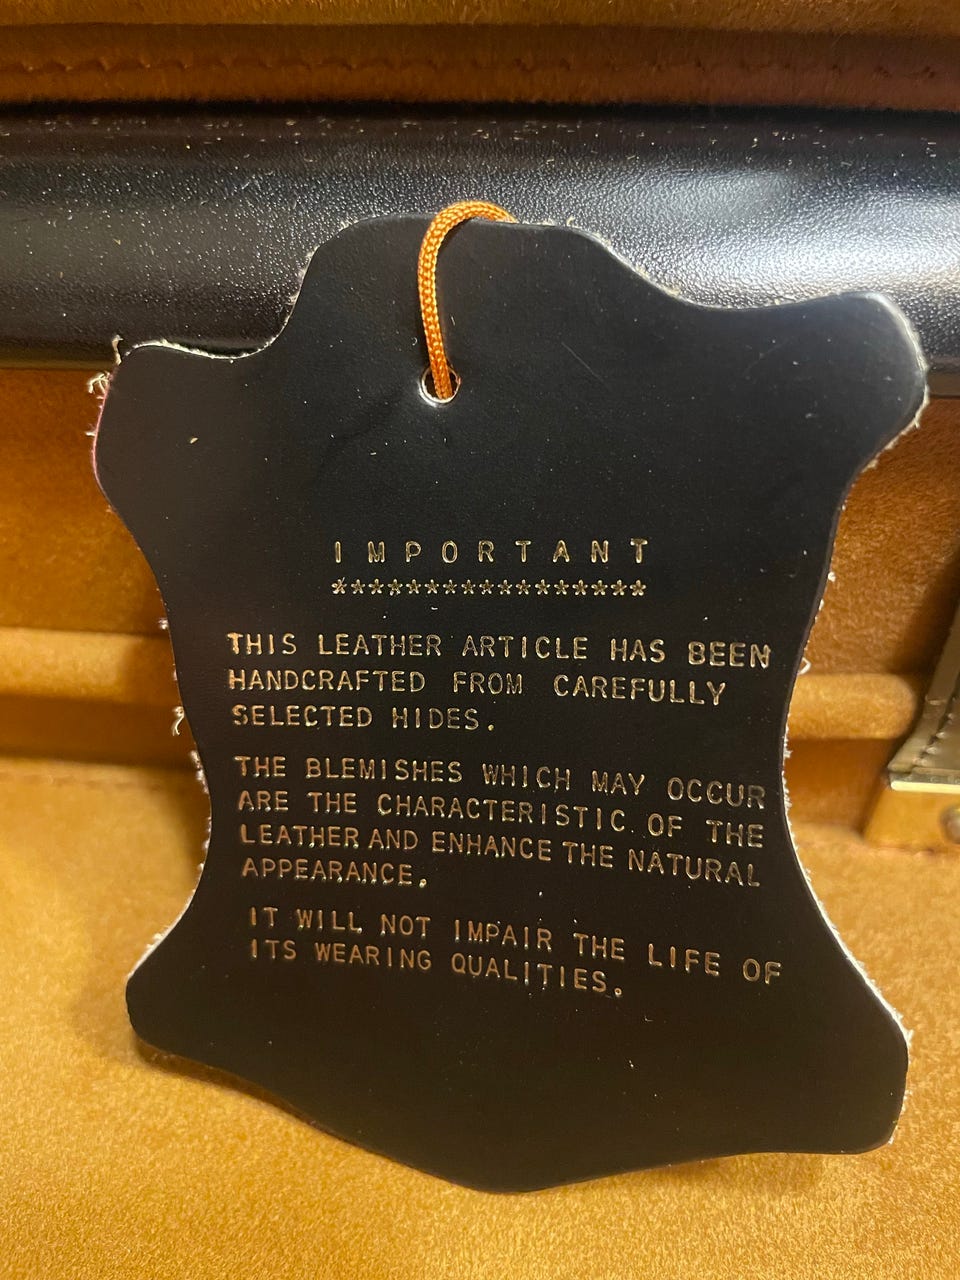 IMPORTANT
*****************
THIS LEATHER ARTICLE HAS BEEN
HANDCRAFTED FROM CAREFULLY
SELECTED HIDES.
THE BLEMISHES WHICH MAY OCCUR
ARE THE CHARACTERISTIC OF THE
LEATHER AND ENHANCE THE NATURAL
APPEARANCE.
IT WILL NOT IMPAIR THE LIFE OF
ITS WEARING QUALITIES.